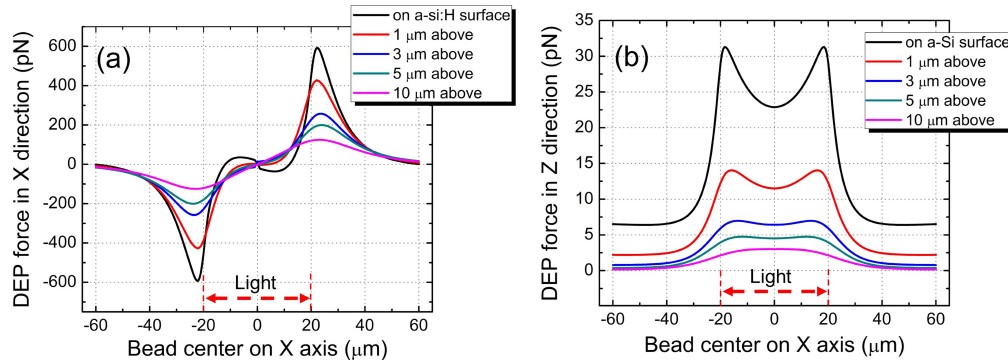 (a)
on a-si:H surface
1 μm above
3 μm above
5 μm above
10 μm above
DEP force in X direction (pN)
600
400
200
0
-200
-400
-600
Light
-60 -40 -20 0 20 40 60
Bead center on X axis (μm)
(b)
on a-Si surface
1 μm above
3 μm above
5 μm above
10 μm above
DEP force in Z direction (pN)
35
30
25
20
15
10
5
0
Light
-60 -40 -20 0 20 40 60
Bead center on X axis (μm)